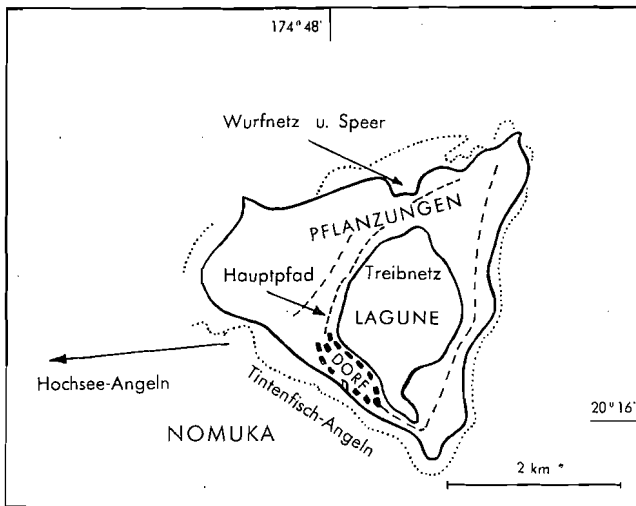 174° 48'
Wurfnetz u. Speer
PFLANZUNGEN
Hauptpfad
Treibnetz
LAGUNE
DORF
Hochsee-Angeln
Tintenfisch-Angeln
NOMUKA
20° 16'
2 km